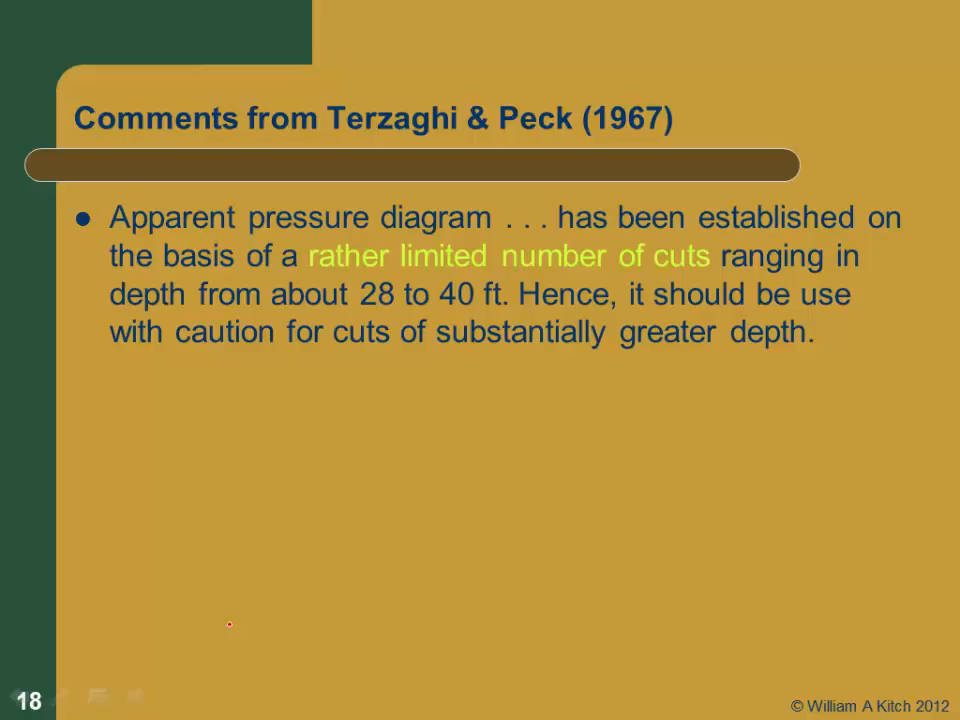 Comments from Terzaghi & Peck (1967)
Apparent pressure diagram . . . has been established on
the basis of a rather limited number of cuts ranging in
depth from about 28 to 40 ft. Hence, it should be use
with caution for cuts of substantially greater depth.
18
© William A Kitch 2012